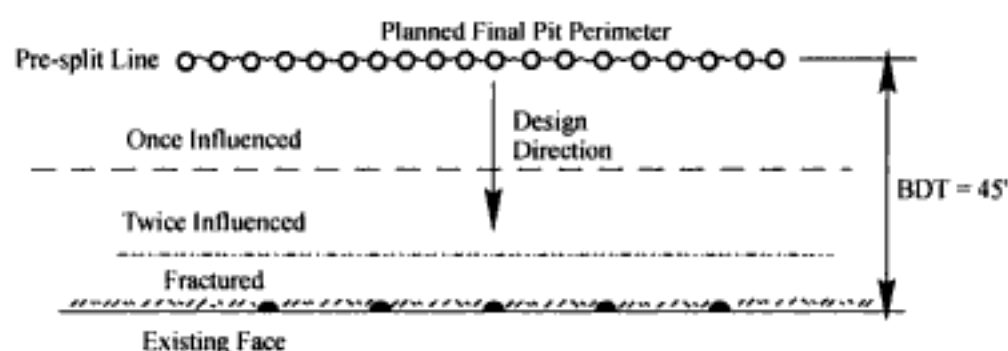 Planned Final Pit Perimeter
Pre-split Line
Once Influenced
Design
Direction
BDT = 45'
Twice Influenced
Fractured
Existing Face